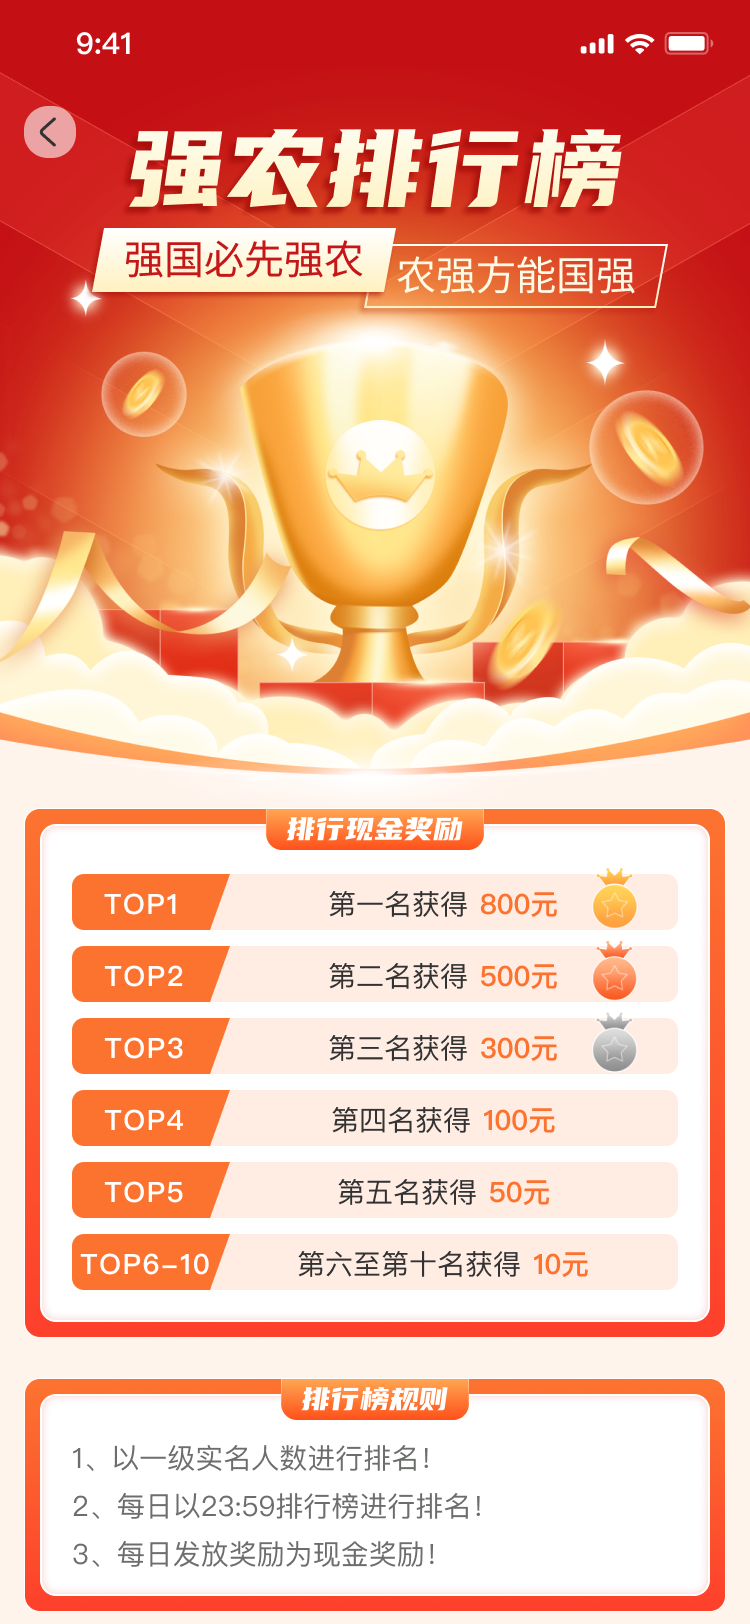 9:41
强农排行榜
强国必先强农
农强方能国强
排行现金奖励
TOP1 第一名获得 800元
TOP2 第二名获得 500元
TOP3 第三名获得 300元
TOP4 第四名获得 100元
TOP5 第五名获得 50元
TOP6-10 第六至第十名获得 10元
排行榜规则
1、以一级实名人数进行排名!
2、每日以23:59排行榜进行排名!
3、每日发放奖励为现金奖励!